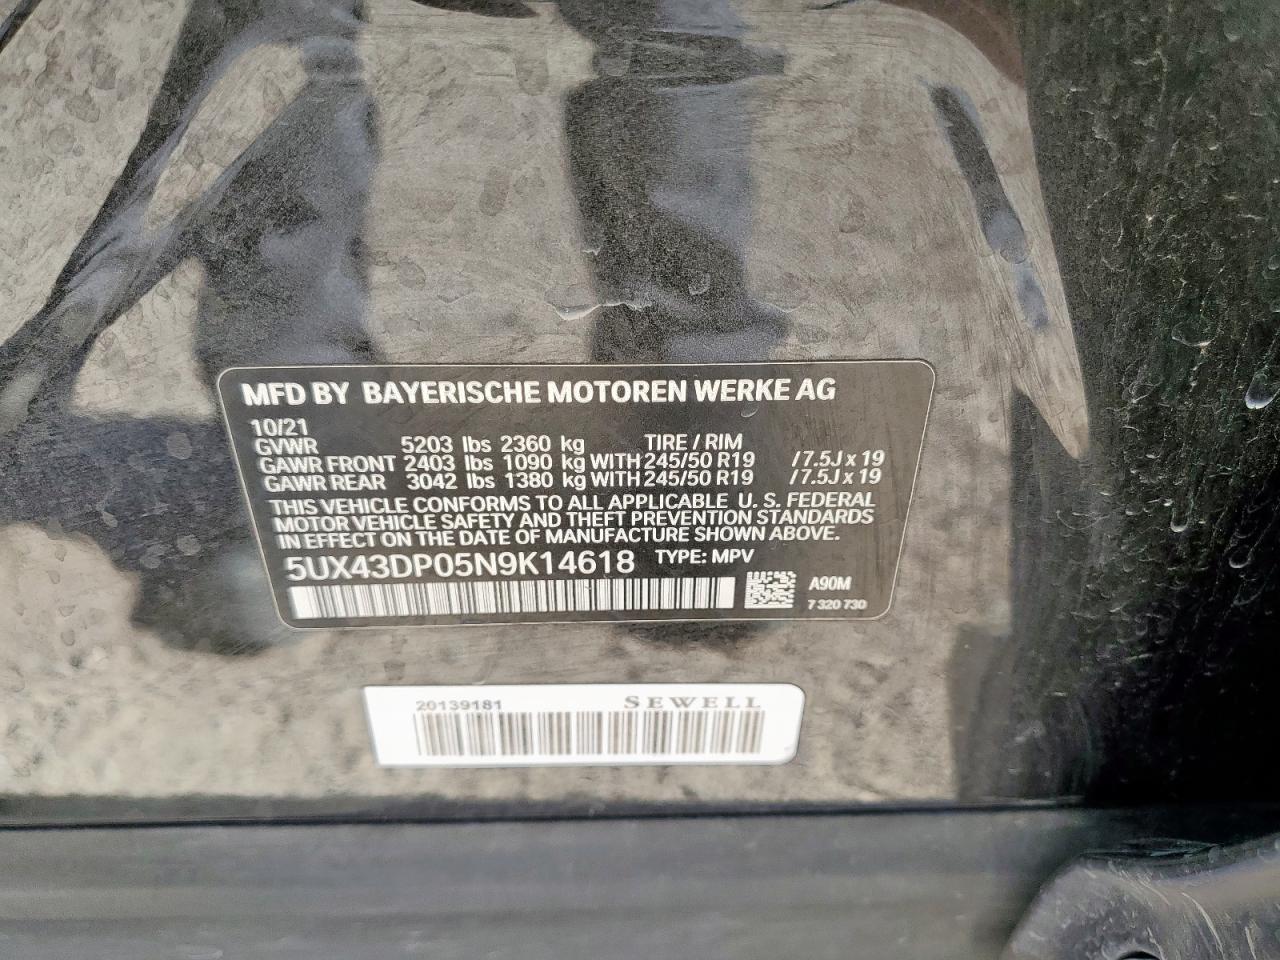 MFD BY BAYERISCHE MOTOREN WERKE AG
10/21
GVWR 5203 lbs 2360 kg TIRE / RIM
GAWR FRONT 2403 lbs 1090 kg WITH 245/50 R19 / 7.5J x 19
GAWR REAR 3042 lbs 1380 kg WITH 245/50 R19 / 7.5J x 19
THIS VEHICLE CONFORMS TO ALL APPLICABLE U. S. FEDERAL
MOTOR VEHICLE SAFETY AND THEFT PREVENTION STANDARDS
IN EFFECT ON THE DATE OF MANUFACTURE SHOWN ABOVE.
5UX43DP05N9K14618 TYPE: MPV
A90M
7 320 730
20139181 SEWELL